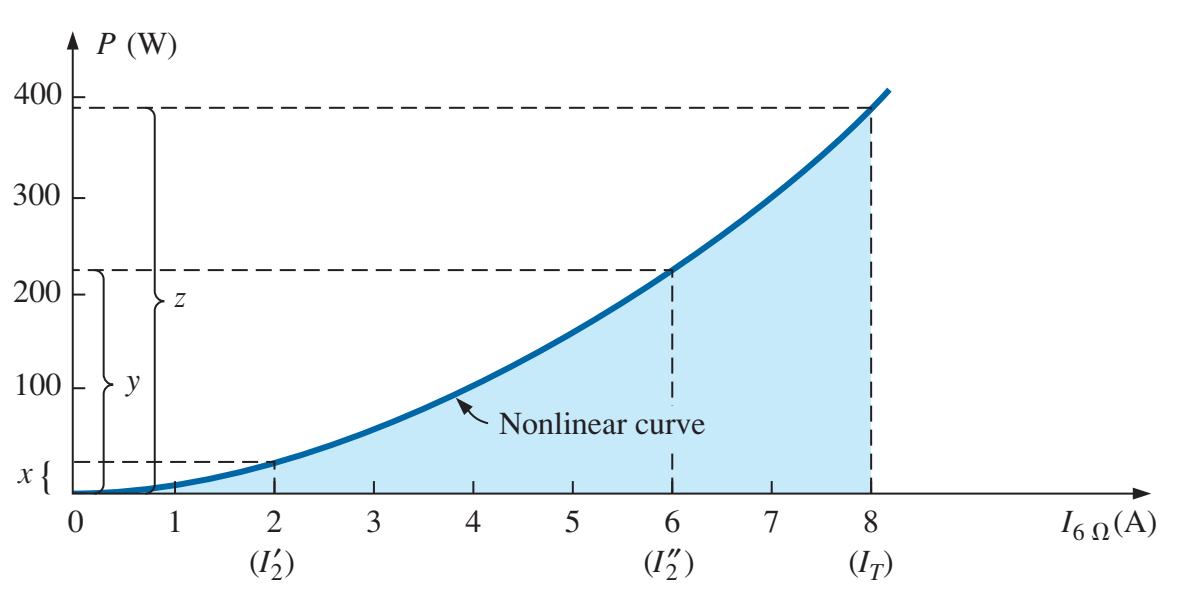 P (W)
400
300
z
200
100
y
Nonlinear curve
x {
0 1 2 3 4 5 6 7 8 I6 Ω (A)
(I′2) (I″2) (IT)